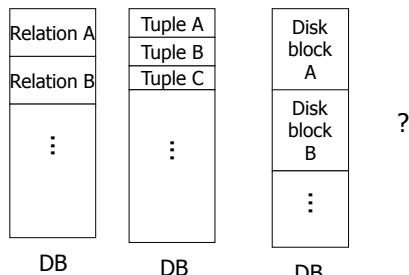 Relation A
Relation B
...
DB
Tuple A
Tuple B
Tuple C
...
DB
Disk
block
A
Disk
block
B
...
DB
?